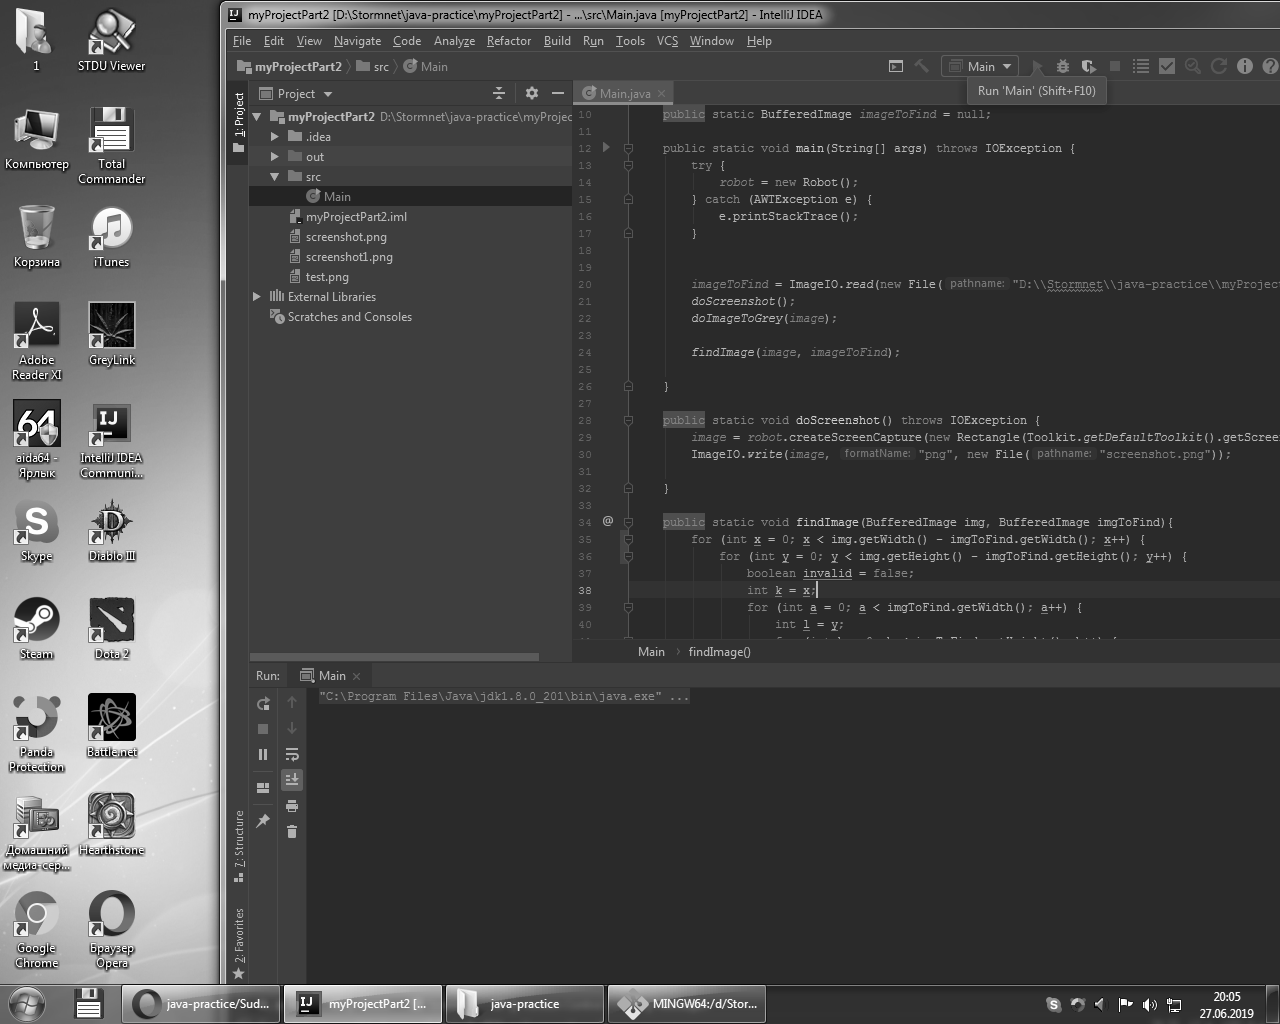 1
STDU Viewer
Компьютер
Total
Commander
Корзина
iTunes
Adobe
Reader XI
GreyLink
64
aida64 -
Ярлык
IJ
IntelliJ IDEA
Communi...
Skype
Diablo III
Steam
Dota 2
Panda
Protection
Battle.net
Домашний
медиа-сер...
Hearthstone
Google
Chrome
Браузер
Opera
myProjectPart2 [D:\Stormnet\java-practice\myProjectPart2] - ...\src\Main.java [myProjectPart2] - IntelliJ IDEA
File Edit View Navigate Code Analyze Refactor Build Run Tools VCS Window Help
myProjectPart2 src Main
Main
Run 'Main' (Shift+F10)
1: Project
Project
myProjectPart2 D:\Stormnet\java-practice\myProjec
.idea
out
src
Main
myProjectPart2.iml
screenshot.png
screenshot1.png
test.png
External Libraries
Scratches and Consoles
Main.java
10 public static BufferedImage imageToFind = null;
11
12 public static void main(String[] args) throws IOException {
13 try {
14 robot = new Robot();
15 } catch (AWTException e) {
16 e.printStackTrace();
17 }
18
19
20 imageToFind = ImageIO.read(new File( pathname: "D:\\Stormnet\\java-practice\\myProjec
21 doScreenshot();
22 doImageToGrey(image);
23
24 findImage(image, imageToFind);
25
26 }
27
28 public static void doScreenshot() throws IOException {
29 image = robot.createScreenCapture(new Rectangle(Toolkit.getDefaultToolkit().getScree
30 ImageIO.write(image, formatName: "png", new File( pathname: "screenshot.png"));
31
32 }
33
34 @ public static void findImage(BufferedImage img, BufferedImage imgToFind){
35 for (int x = 0; x < img.getWidth() - imgToFind.getWidth(); x++) {
36 for (int y = 0; y < img.getHeight() - imgToFind.getHeight(); y++) {
37 boolean invalid = false;
38 int k = x;
39 for (int a = 0; a < imgToFind.getWidth(); a++) {
40 int l = y;
Main findImage()
Run: Main
"C:\Program Files\Java\jdk1.8.0_201\bin\java.exe" ...
7: Structure
2: Favorites
java-practice/Sud...
IJ
myProjectPart2 [...
java-practice
MINGW64:/d/Stor...
20:05
27.06.2019